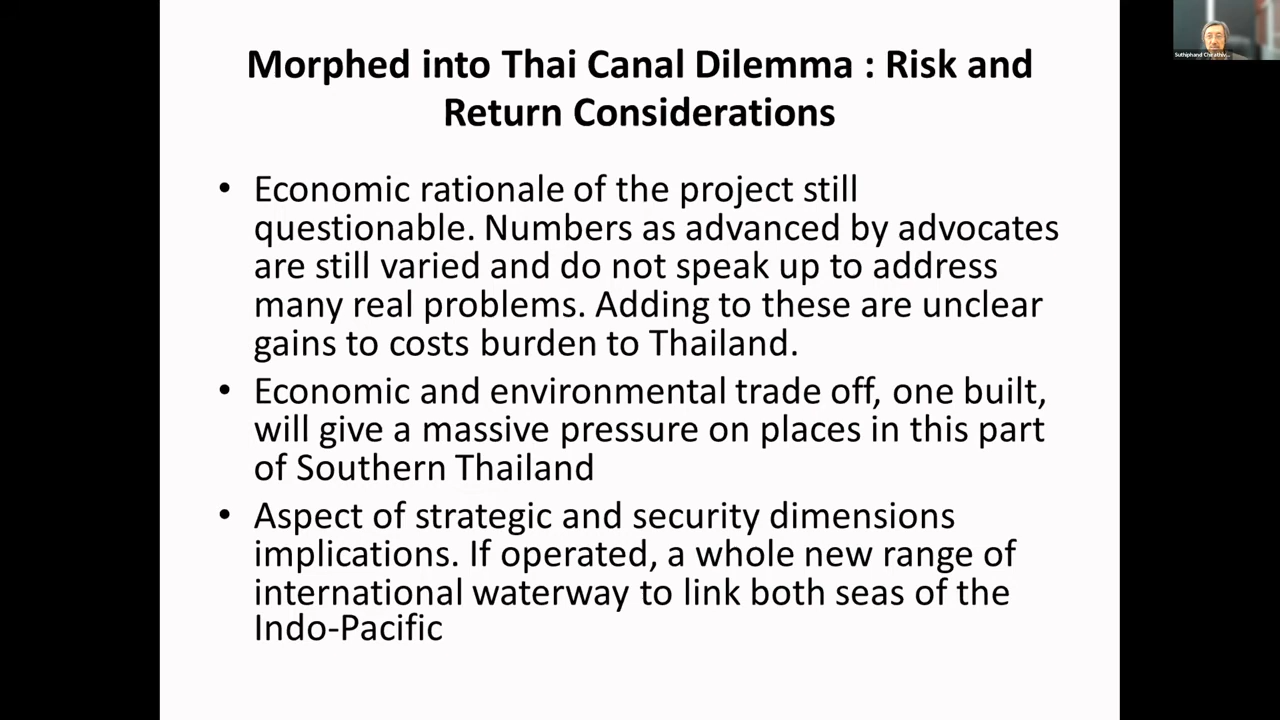 Suthiphand Chirathiv...
Morphed into Thai Canal Dilemma : Risk and
Return Considerations
• Economic rationale of the project still
questionable. Numbers as advanced by advocates
are still varied and do not speak up to address
many real problems. Adding to these are unclear
gains to costs burden to Thailand.
• Economic and environmental trade off, one built,
will give a massive pressure on places in this part
of Southern Thailand
• Aspect of strategic and security dimensions
implications. If operated, a whole new range of
international waterway to link both seas of the
Indo-Pacific